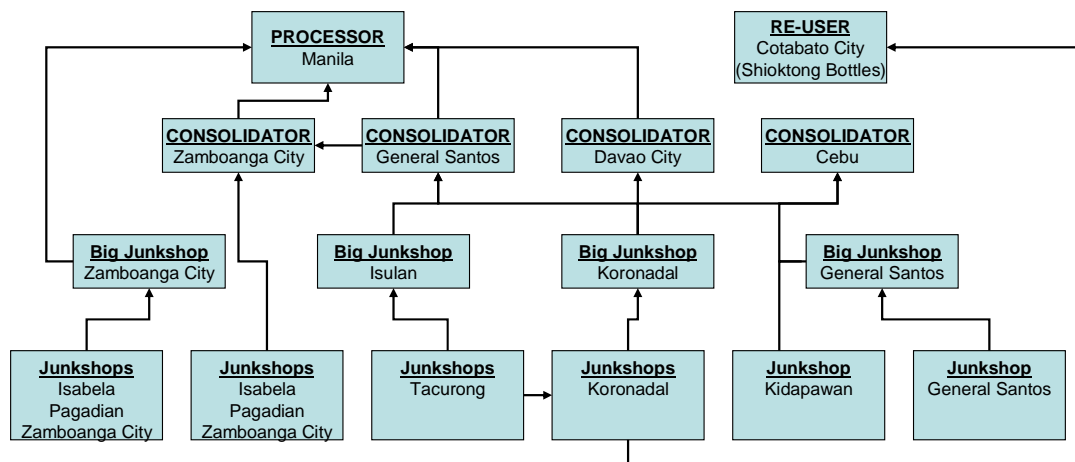 PROCESSOR
Manila
RE-USER
Cotabato City
(Shioktong Bottles)
CONSOLIDATOR
Zamboanga City
CONSOLIDATOR
General Santos
CONSOLIDATOR
Davao City
CONSOLIDATOR
Cebu
Big Junkshop
Zamboanga City
Big Junkshop
Isulan
Big Junkshop
Koronadal
Big Junkshop
General Santos
Junkshops
Isabela
Pagadian
Zamboanga City
Junkshops
Isabela
Pagadian
Zamboanga City
Junkshops
Tacurong
Junkshops
Koronadal
Junkshop
Kidapawan
Junkshop
General Santos